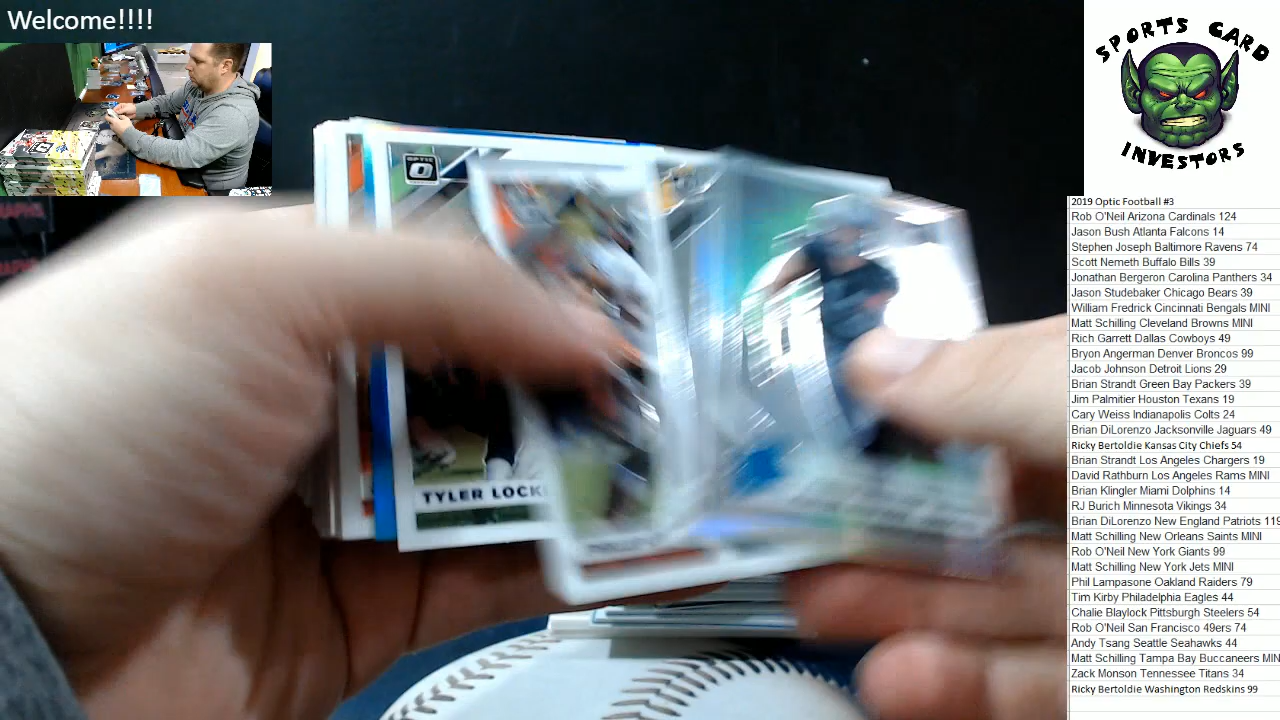 Welcome!!!!
SPORTS CARD
INVESTORS
2019 Optic Football #3
Rob O'Neil Arizona Cardinals 124
Jason Bush Atlanta Falcons 14
Stephen Joseph Baltimore Ravens 74
Scott Nemeth Buffalo Bills 39
Jonathan Bergeron Carolina Panthers 34
Jason Studebaker Chicago Bears 39
William Fredrick Cincinnati Bengals MINI
Matt Schilling Cleveland Browns MINI
Rich Garrett Dallas Cowboys 49
Bryon Angerman Denver Broncos 99
Jacob Johnson Detroit Lions 29
Brian Strandt Green Bay Packers 39
Jim Palmitier Houston Texans 19
Cary Weiss Indianapolis Colts 24
Brian DiLorenzo Jacksonville Jaguars 49
Ricky Bertoldie Kansas City Chiefs 54
Brian Strandt Los Angeles Chargers 19
David Rathburn Los Angeles Rams MINI
Brian Klingler Miami Dolphins 14
RJ Burich Minnesota Vikings 34
Brian DiLorenzo New England Patriots 119
Matt Schilling New Orleans Saints MINI
Rob O'Neil New York Giants 99
Matt Schilling New York Jets MINI
Phil Lampasone Oakland Raiders 79
Tim Kirby Philadelphia Eagles 44
Chalie Blaylock Pittsburgh Steelers 54
Rob O'Neil San Francisco 49ers 74
Andy Tsang Seattle Seahawks 44
Matt Schilling Tampa Bay Buccaneers MIN
Zack Monson Tennessee Titans 34
Ricky Bertoldie Washington Redskins 99
OPTIC
TYLER LOCK